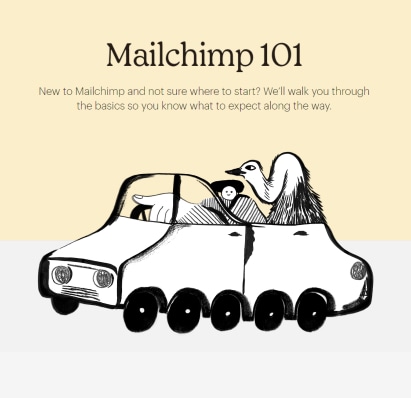 Mailchimp 101
New to Mailchimp and not sure where to start? We'll walk you through
the basics so you know what to expect along the way.